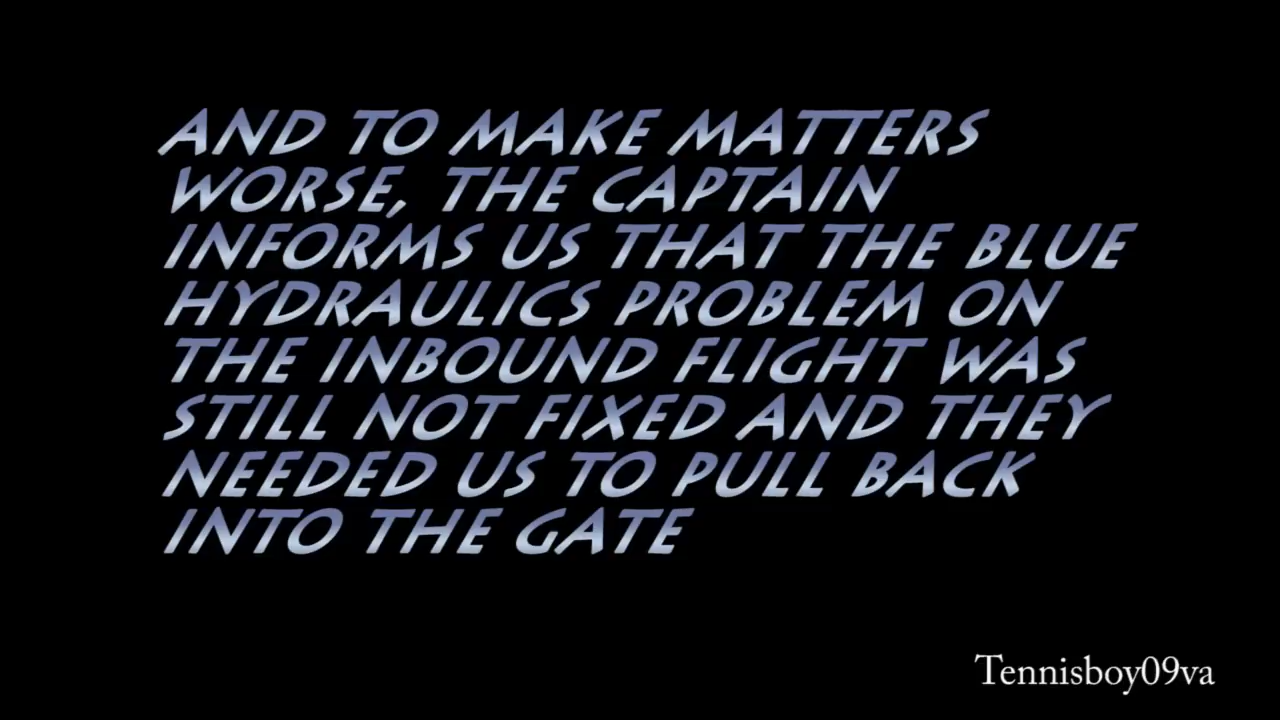 AND TO MAKE MATTERS
WORSE, THE CAPTAIN
INFORMS US THAT THE BLUE
HYDRAULICS PROBLEM ON
THE INBOUND FLIGHT WAS
STILL NOT FIXED AND THEY
NEEDED US TO PULL BACK
INTO THE GATE
Tennisboy09va